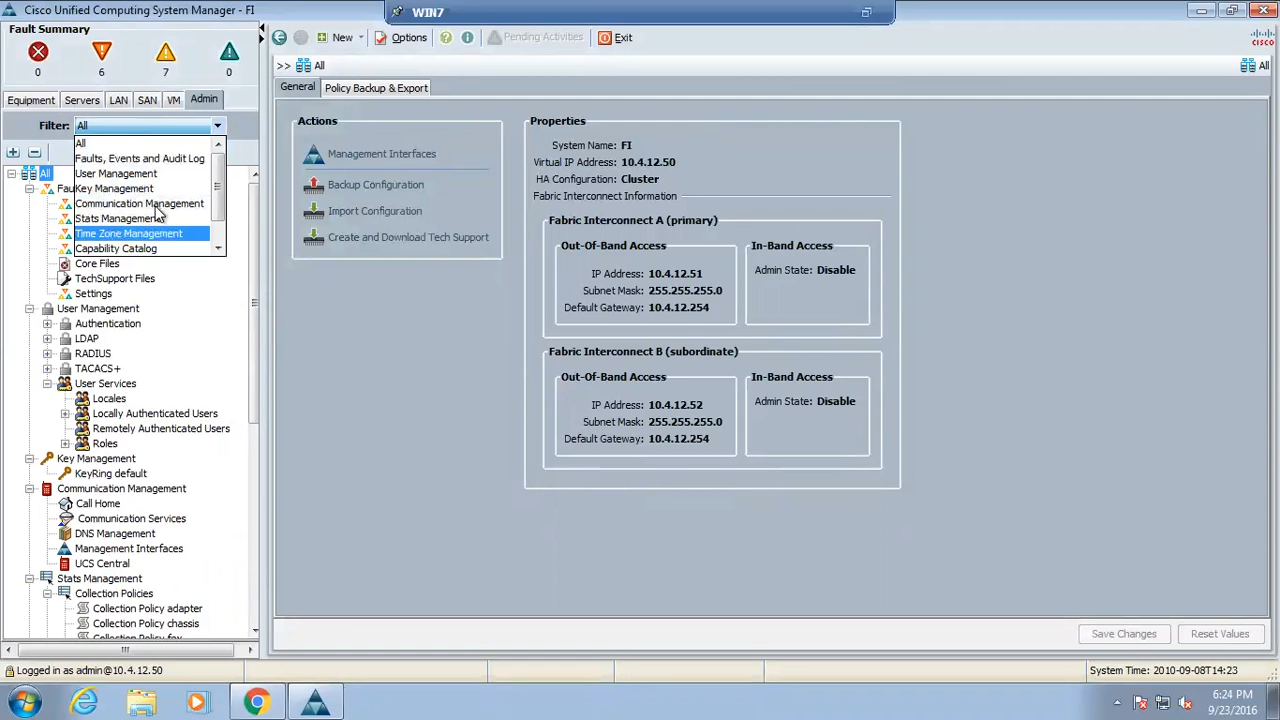 Cisco Unified Computing System Manager - FI
WIN7
Fault Summary
0 6 7 0
New Options Pending Activities Exit
cisco
>> All
All
Equipment Servers LAN SAN VM Admin
General Policy Backup & Export
Filter: All
All
Faults, Events and Audit Log
User Management
Key Management
Communication Management
Stats Management
Time Zone Management
Capability Catalog
All
Core Files
TechSupport Files
Settings
User Management
Authentication
LDAP
RADIUS
TACACS+
User Services
Locales
Locally Authenticated Users
Remotely Authenticated Users
Roles
Key Management
KeyRing default
Communication Management
Call Home
Communication Services
DNS Management
Management Interfaces
UCS Central
Stats Management
Collection Policies
Collection Policy adapter
Collection Policy chassis
Collection Policy fex
Actions
Management Interfaces
Backup Configuration
Import Configuration
Create and Download Tech Support
Properties
System Name: FI
Virtual IP Address: 10.4.12.50
HA Configuration: Cluster
Fabric Interconnect Information
Fabric Interconnect A (primary)
Out-Of-Band Access
IP Address: 10.4.12.51
Subnet Mask: 255.255.255.0
Default Gateway: 10.4.12.254
In-Band Access
Admin State: Disable
Fabric Interconnect B (subordinate)
Out-Of-Band Access
IP Address: 10.4.12.52
Subnet Mask: 255.255.255.0
Default Gateway: 10.4.12.254
In-Band Access
Admin State: Disable
Save Changes Reset Values
Logged in as admin@10.4.12.50
System Time: 2010-09-08T14:23
6:24 PM
9/23/2016